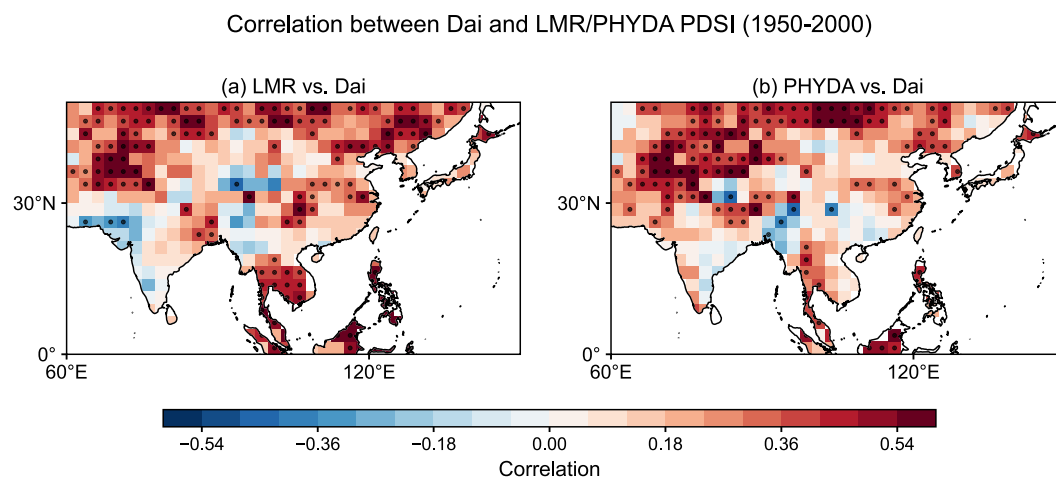 Correlation between Dai and LMR/PHYDA PDSI (1950-2000)
(a) LMR vs. Dai
(b) PHYDA vs. Dai
30°N
30°N
0°
0°
60°E
120°E
60°E
120°E
−0.54
−0.36
−0.18
0.00
0.18
0.36
0.54
Correlation